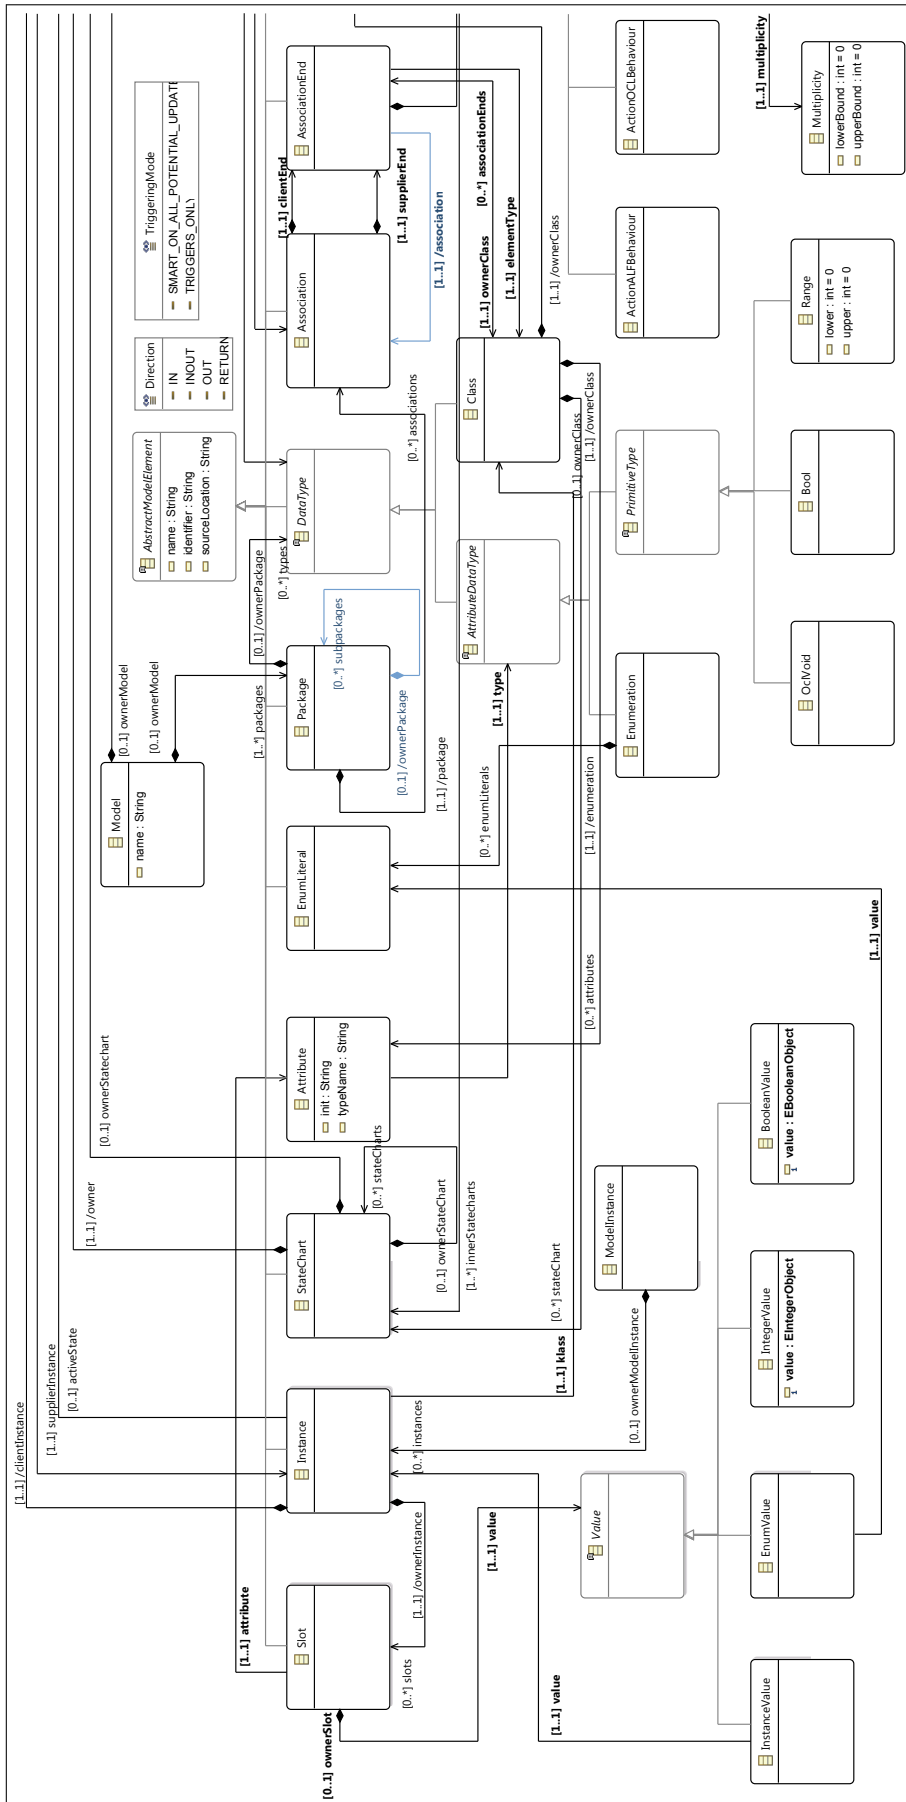 [1..1] /clientInstance
[1..1] supplierInstance
[0..1] activeState
[1..1] /owner
[0..1] ownerStatechart
[0..1] ownerModel
[0..1] ownerModel
Model
name : String
AbstractModelElement
name : String
identifier : String
sourceLocation : String
Direction
IN
INOUT
OUT
RETURN
TriggeringMode
SMART_ON_ALL_POTENTIAL_UPDATE
TRIGGERS_ONLY
[1..1] attribute
[1..*] packages
[0..1] /ownerPackage
[0..*] types
[1..1] clientEnd
Slot
Instance
StateChart
Attribute
init : String
typeName : String
EnumLiteral
Package
[0..*] subpackages
DataType
Association
AssociationEnd
[0..1] ownerSlot
[0..*] slots
[1..1] /ownerInstance
[0..*] instances
[0..*] stateCharts
[0..1] ownerStateChart
[1..*] innerStatecharts
[0..1] /ownerPackage
[1..1] /package
[0..*] associations
[1..1] supplierEnd
[1..1] /association
[1..1] value
[1..1] type
[0..*] enumLiterals
AttributeDataType
Class
[1..1] ownerClass
[0..*] associationEnds
[1..1] elementType
[1..1] /ownerClass
[1..1] value
[1..1] klass
[0..*] stateChart
[0..1] ownerClass
[1..1] /ownerClass
[0..*] attributes
[1..1] /enumeration
Value
[0..1] ownerModelInstance
ModelInstance
Enumeration
PrimitiveType
ActionALFBehaviour
ActionOCLBehaviour
InstanceValue
EnumValue
IntegerValue
value : EIntegerObject
BooleanValue
value : EBooleanObject
[1..1] value
OclVoid
Bool
Range
lower : int = 0
upper : int = 0
[1..1] multiplicity
Multiplicity
lowerBound : int = 0
upperBound : int = 0